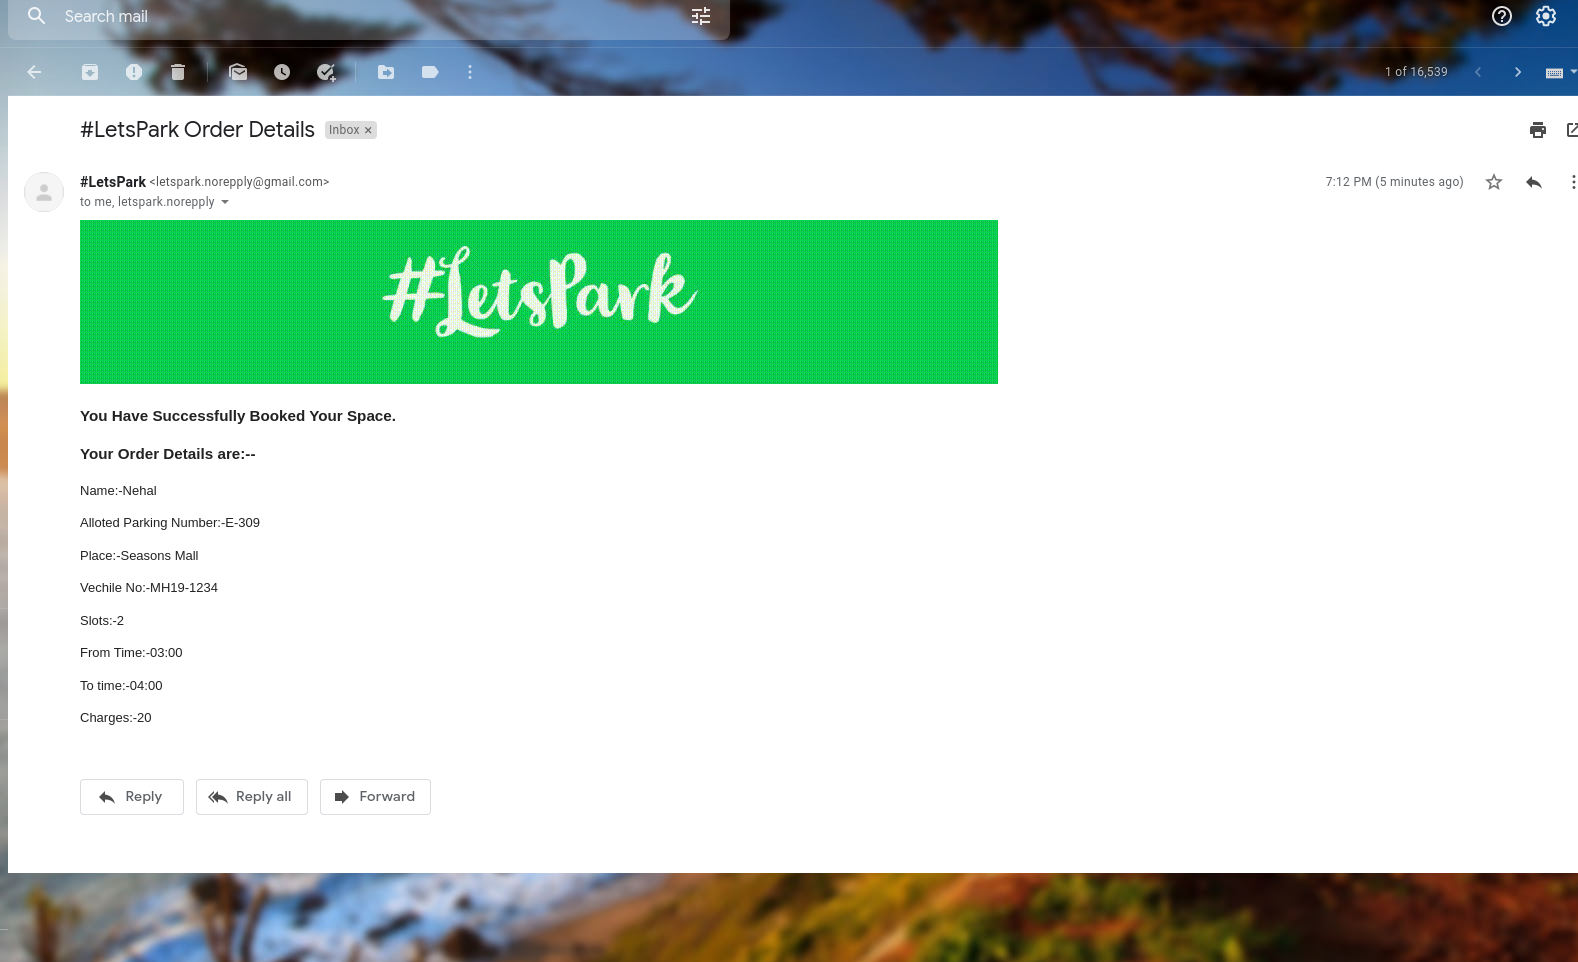 Search mail
1 of 16,539
#LetsPark Order Details Inbox ×
#LetsPark <letspark.norepply@gmail.com> 7:12 PM (5 minutes ago)
to me, letspark.norepply
#LetsPark
You Have Successfully Booked Your Space.
Your Order Details are:--
Name:-Nehal
Alloted Parking Number:-E-309
Place:-Seasons Mall
Vechile No:-MH19-1234
Slots:-2
From Time:-03:00
To time:-04:00
Charges:-20
Reply Reply all Forward